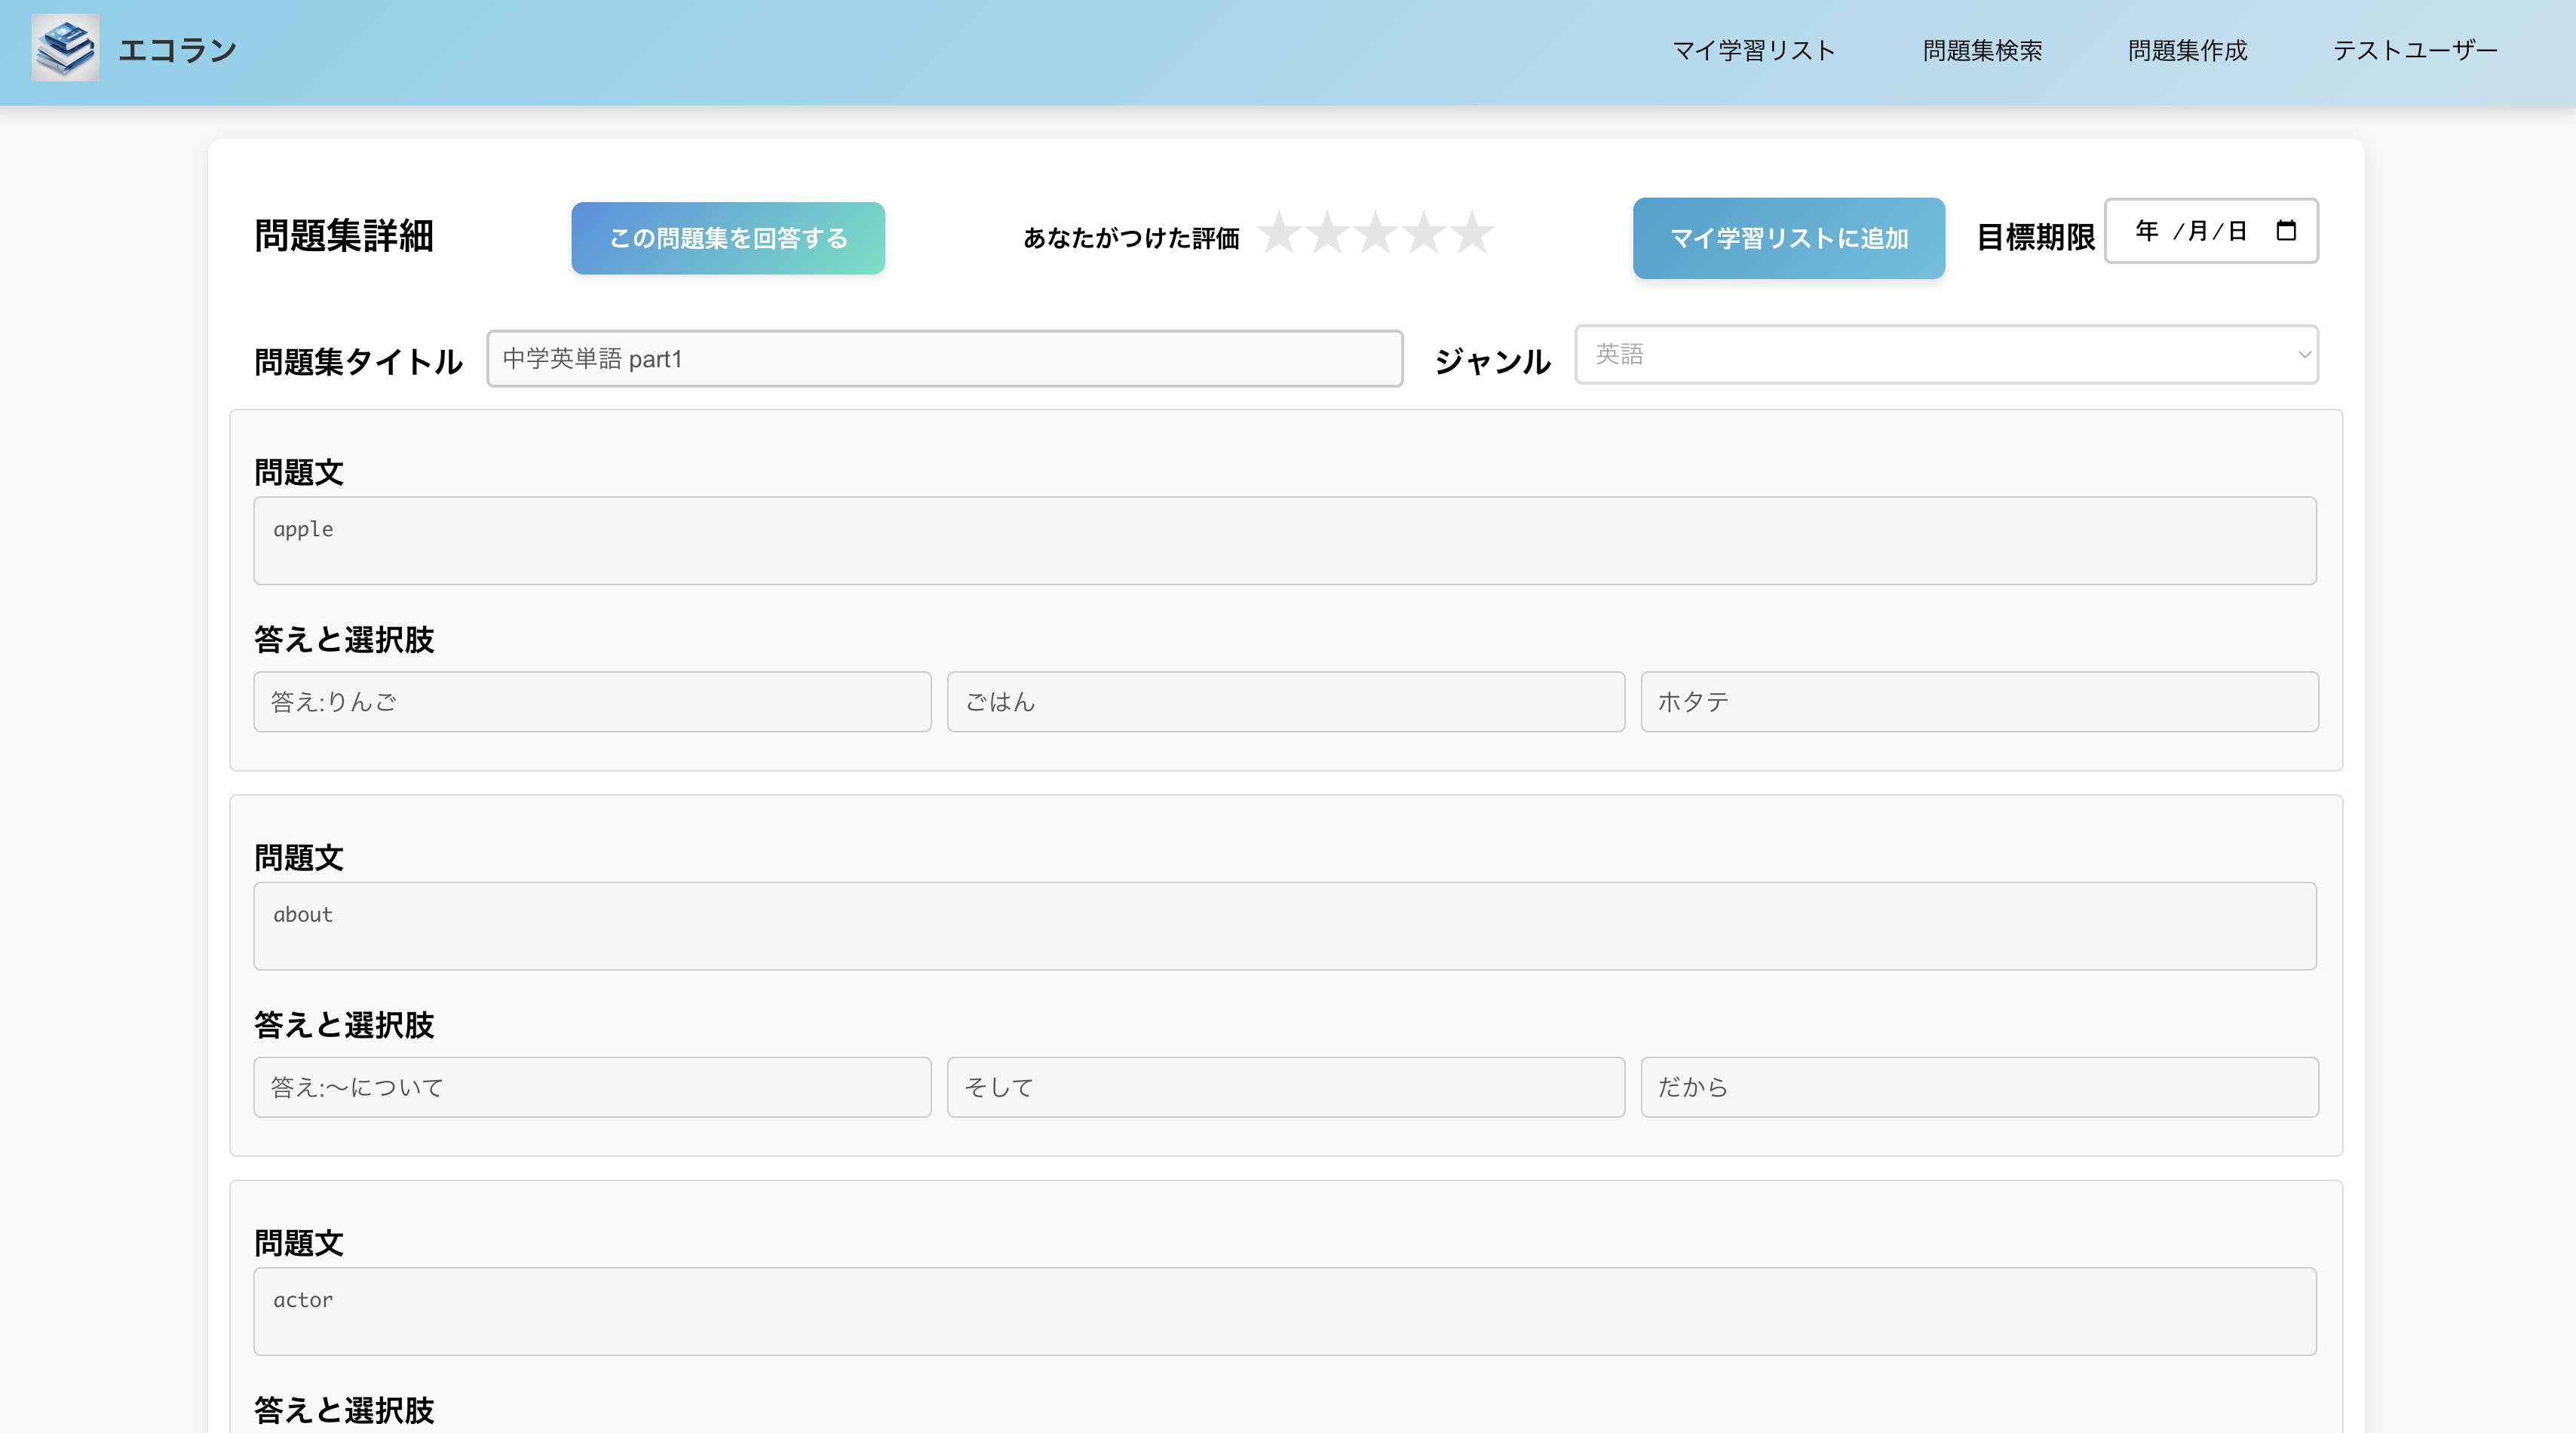 エコラン
マイ学習リスト
問題集検索
問題集作成
テストユーザー
問題集詳細
この問題集を回答する
あなたがつけた評価 ★★★★★
マイ学習リストに追加
目標期限
年 /月/日
問題集タイトル
中学英単語 part1
ジャンル
英語
問題文
apple
答えと選択肢
答え:りんご
ごはん
ホタテ
問題文
about
答えと選択肢
答え:〜について
そして
だから
問題文
actor
答えと選択肢